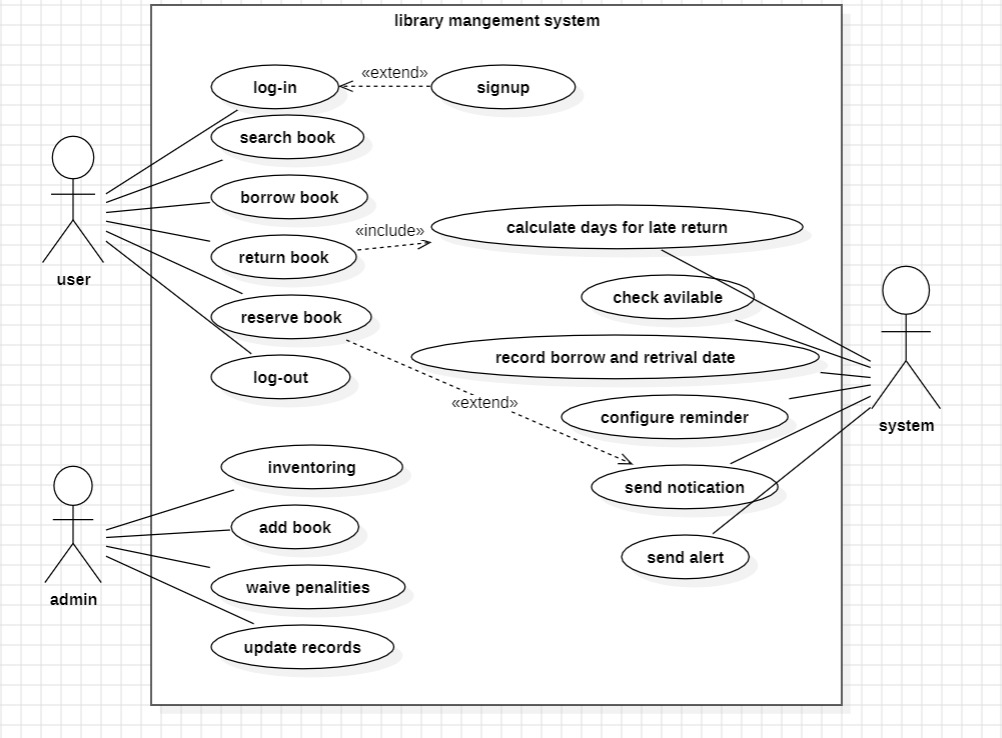 library mangement system
log-in
«extend»
signup
search book
borrow book
«include»
calculate days for late return
return book
user
check avilable
reserve book
record borrow and retrival date
log-out
«extend»
configure reminder
system
inventoring
send notication
add book
send alert
waive penalities
admin
update records